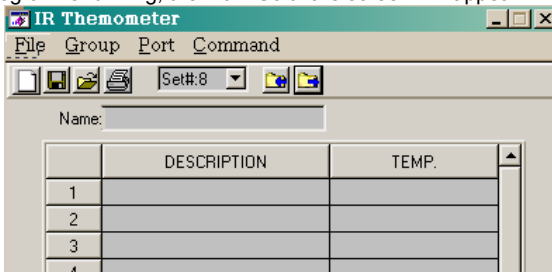 IR Themometer
File Group Port Command
Set#:8
Name:
DESCRIPTION TEMP.
1
2
3